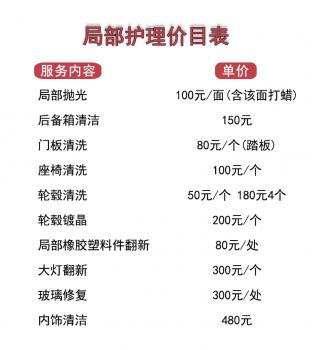 局部护理价目表
服务内容 单价
局部抛光 100元/面(含该面打蜡)
后备箱清洁 150元
门板清洗 80元/个(踏板)
座椅清洗 100元/个
轮毂清洗 50元/个 180元4个
轮毂镀晶 200元/个
局部橡胶塑料件翻新 80元/处
大灯翻新 300元/个
玻璃修复 300元/处
内饰清洁 480元